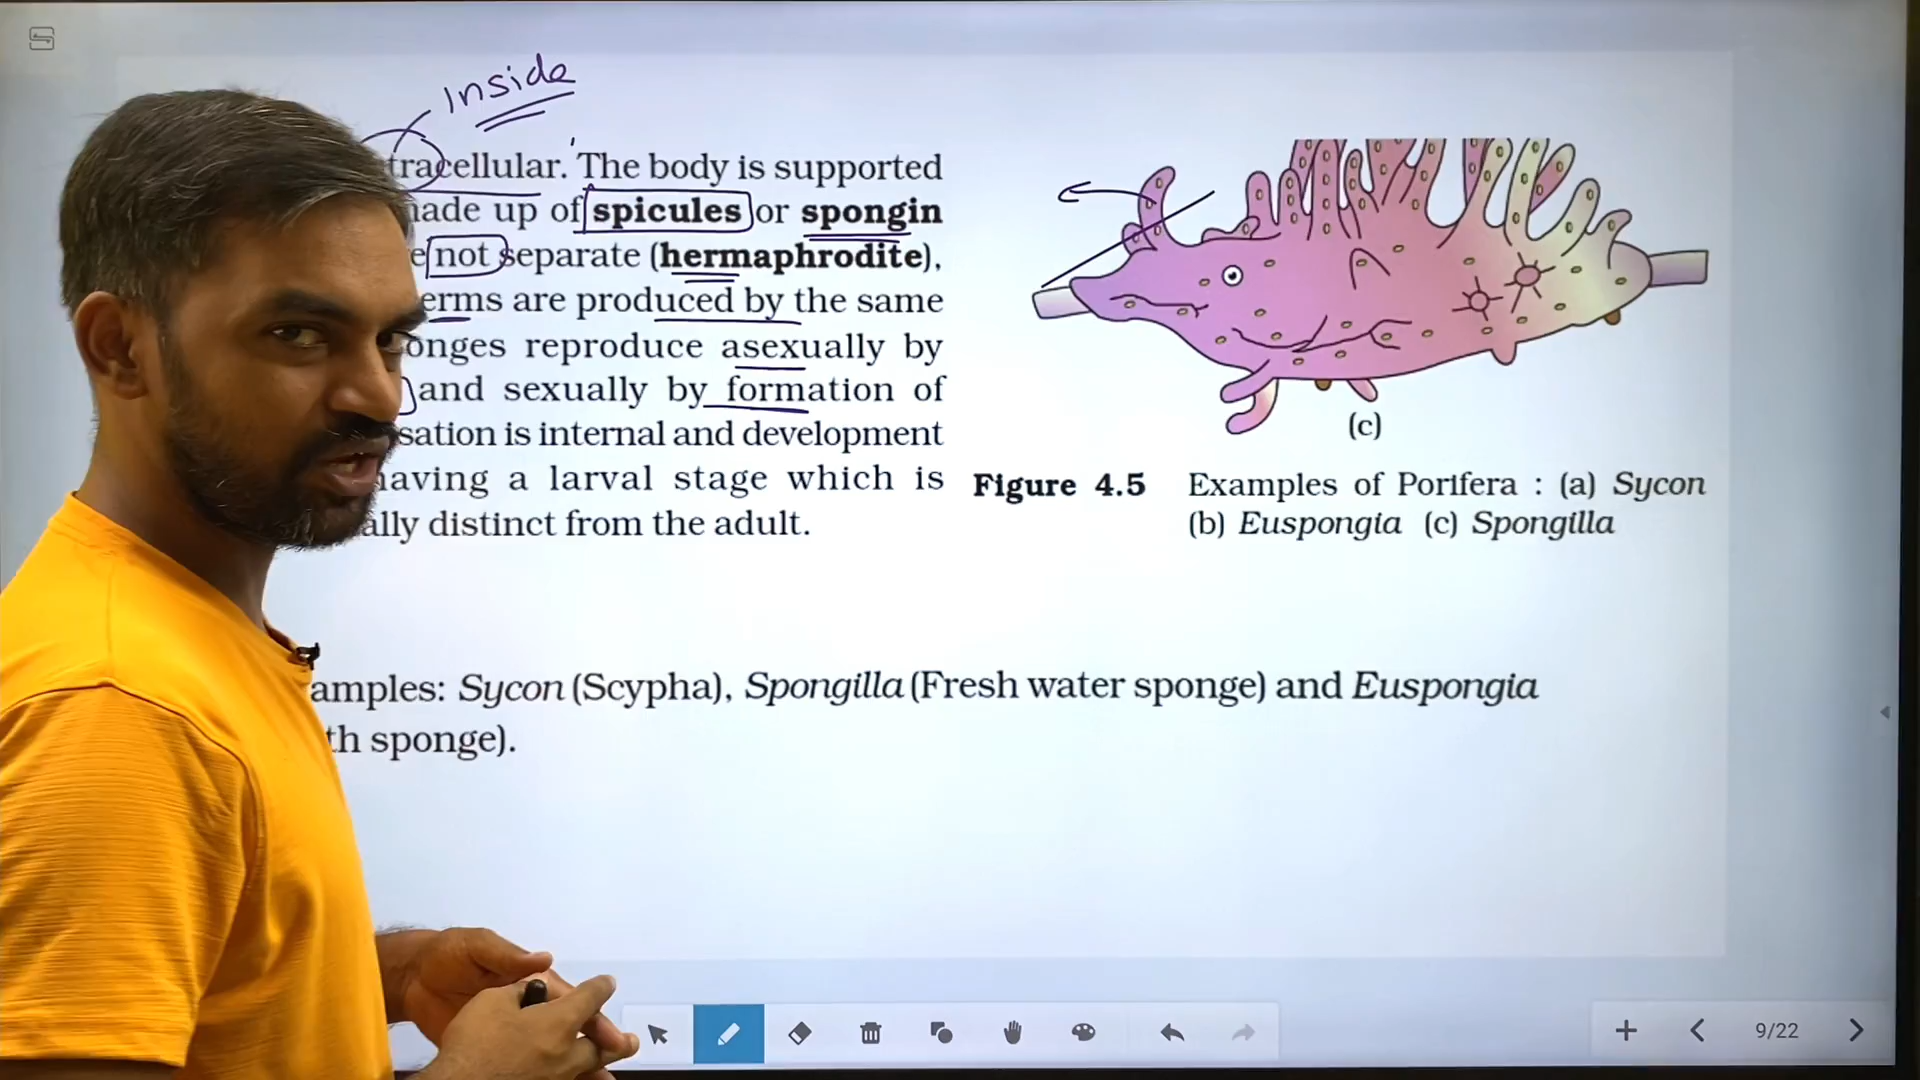 Inside
tracellular. The body is supported
made up of spicules or spongin
e not separate (hermaphrodite),
erms are produced by the same
onges reproduce asexually by
and sexually by formation of
sation is internal and development
having a larval stage which is
ally distinct from the adult.
(c)
Figure 4.5 Examples of Porifera : (a) Sycon
(b) Euspongia (c) Spongilla
amples: Sycon (Scypha), Spongilla (Fresh water sponge) and Euspongia
th sponge).
9/22